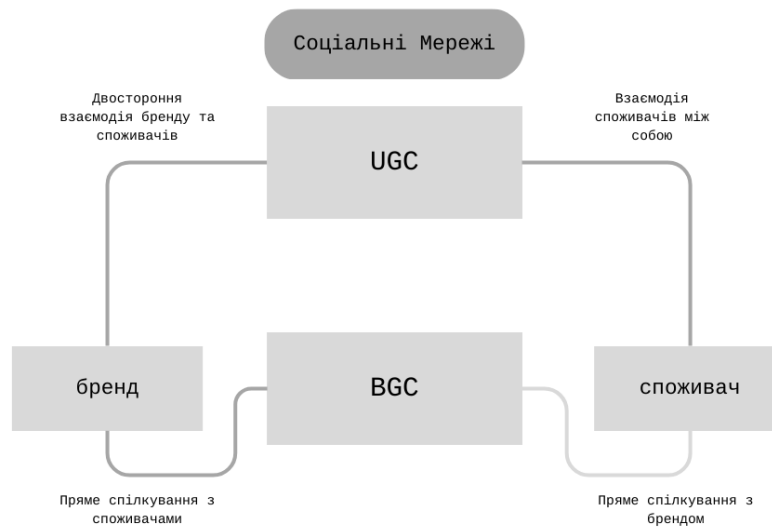 Соціальні Мережі
Двостороння
взаємодія бренду та
споживачів
Взаємодія
споживачів між
собою
UGC
бренд
BGC
споживач
Пряме спілкування з
споживачами
Пряме спілкування з
брендом